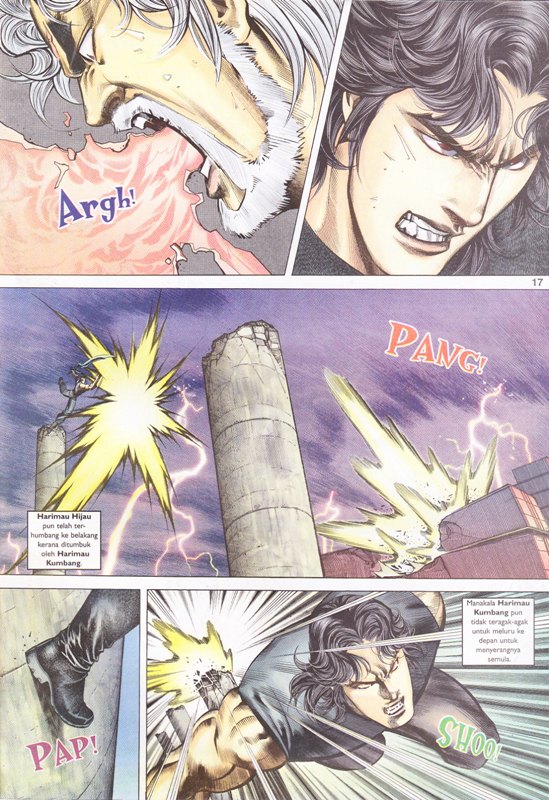 Argh!
17
PANG!
Harimau Hijau
pun telah ter-
humbang ke belakang
kerana ditumbuk
oleh Harimau
Kumbang.
Manakala Harimau
Kumbang pun
tidak teragak-agak
untuk meluru ke
depan untuk
menyerangnya
semula.
PAP!
SHOO!